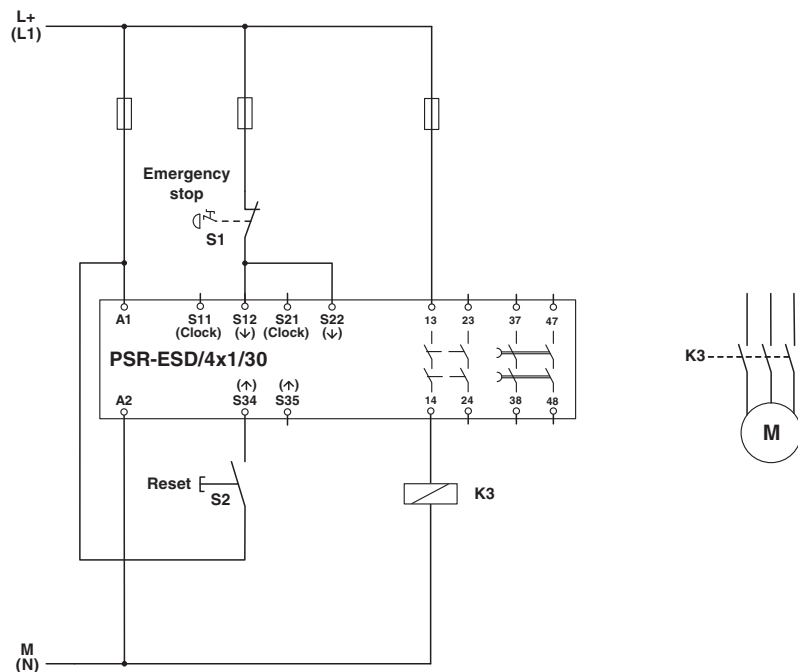 L+
(L1)
Emergency
stop
S1
A1
S11
(Clock)
S12
(↓)
S21
(Clock)
S22
(↓)
13
23
37
47
PSR-ESD/4x1/30
K3
A2
(↑)
S34
(↑)
S35
14
24
38
48
M
Reset
S2
K3
M
(N)